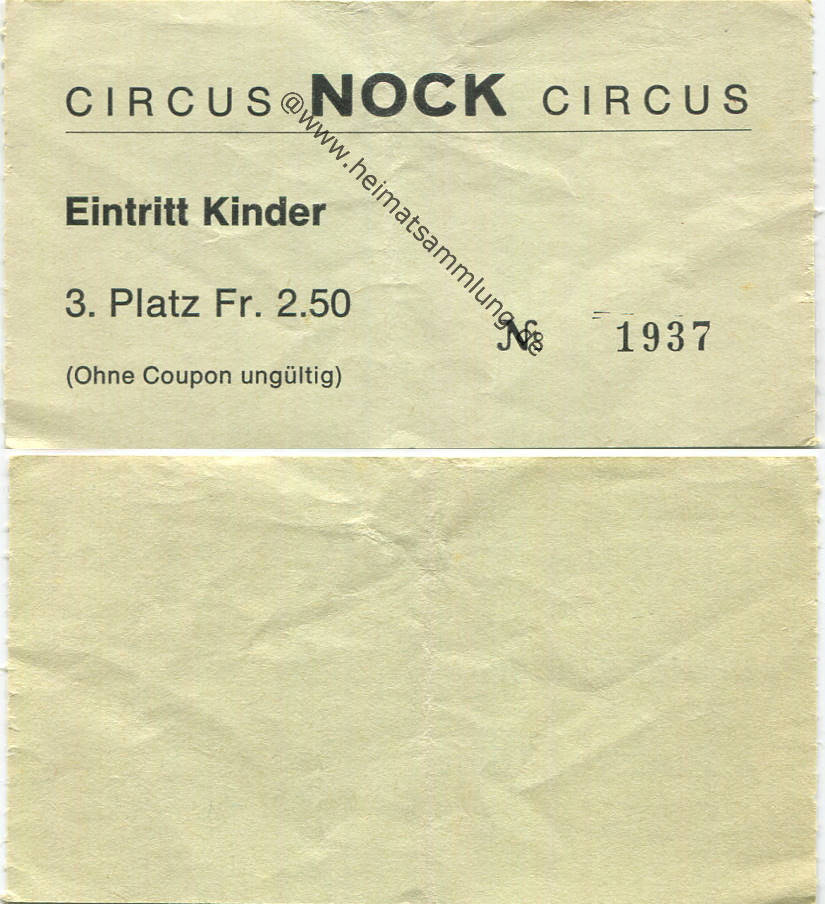 CIRCUS NOCK CIRCUS
@www.heimatsammlung.de
Eintritt Kinder
3. Platz Fr. 2.50
№ 1937
(Ohne Coupon ungültig)